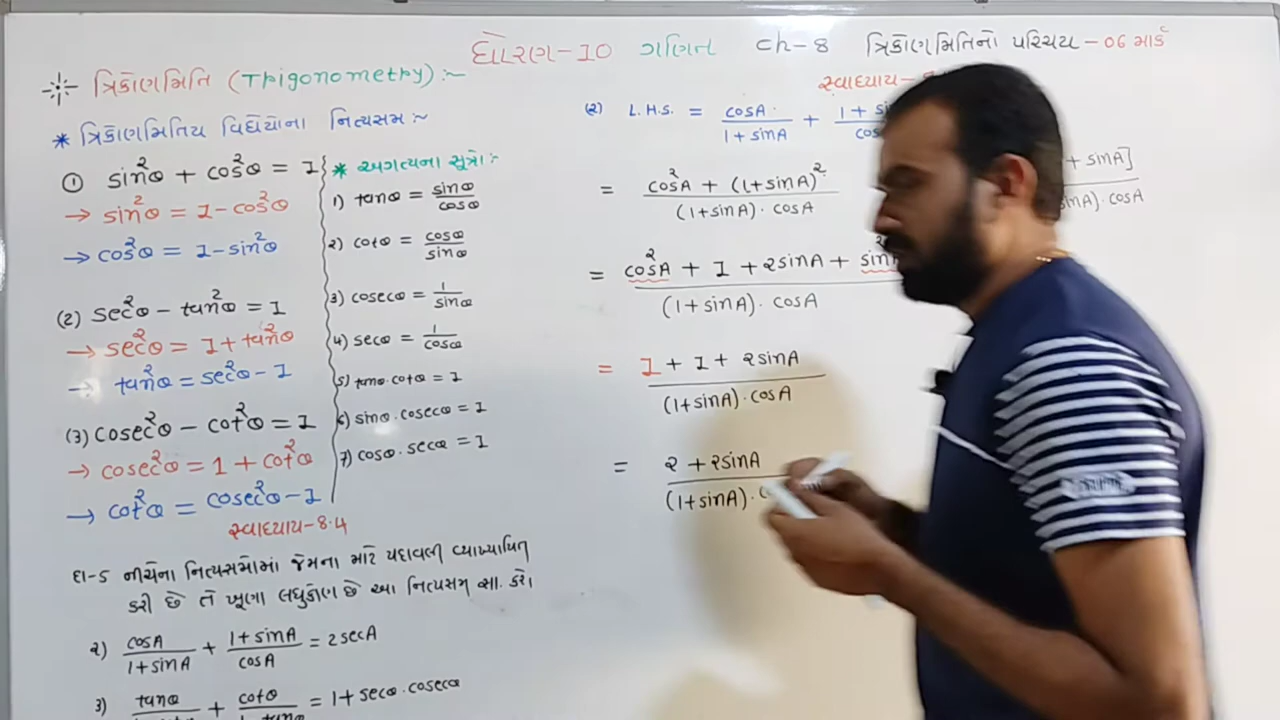 ધોરણ-10 ગણિત ch-8 ત્રિકોણમિતિનો પરિચય - 06 માર્ક
ત્રિકોણમિતિ (Trigonometry) :~
* ત્રિકોણમિતિય વિધેયોના નિત્યસમ :~
① sin²θ + cos²θ = 1
→ sin²θ = 1 - cos²θ
→ cos²θ = 1 - sin²θ
(2) sec²θ - tan²θ = 1
→ sec²θ = 1 + tan²θ
→ tan²θ = sec²θ - 1
(3) cosec²θ - cot²θ = 1
→ cosec²θ = 1 + cot²θ
→ cot²θ = cosec²θ - 1
* અગત્યના સૂત્રો :-
1) tanθ = sinθ/cosθ
2) cotθ = cosθ/sinθ
3) cosecθ = 1/sinθ
4) secθ = 1/cosθ
5) tanθ·cotθ = 1
6) sinθ·cosecθ = 1
7) cosθ·secθ = 1
સ્વાધ્યાય-8.4
દા-5 નીચેના નિત્યસમોમાં જેમના માટે પદાવલી વ્યાખ્યાયિત
કરી છે તે ખૂણા લઘુકોણ છે આ નિત્યસમ સા. કરો.
2) cosA/(1+sinA) + (1+sinA)/cosA = 2secA
3) tanθ + cotθ = 1 + secθ·cosecθ
સ્વાધ્યાય-
(2) L.H.S. = cosA/(1+sinA) +
= (cos²A + (1+sinA)²)/((1+sinA)·cosA)
= (cos²A + 1 + 2sinA + sin²)/((1+sinA)·cosA)
= (1 + 1 + 2sinA)/((1+sinA)·cosA)
= (2 + 2sinA)/((1+sinA)·
+ sinA]
sinA)·cosA